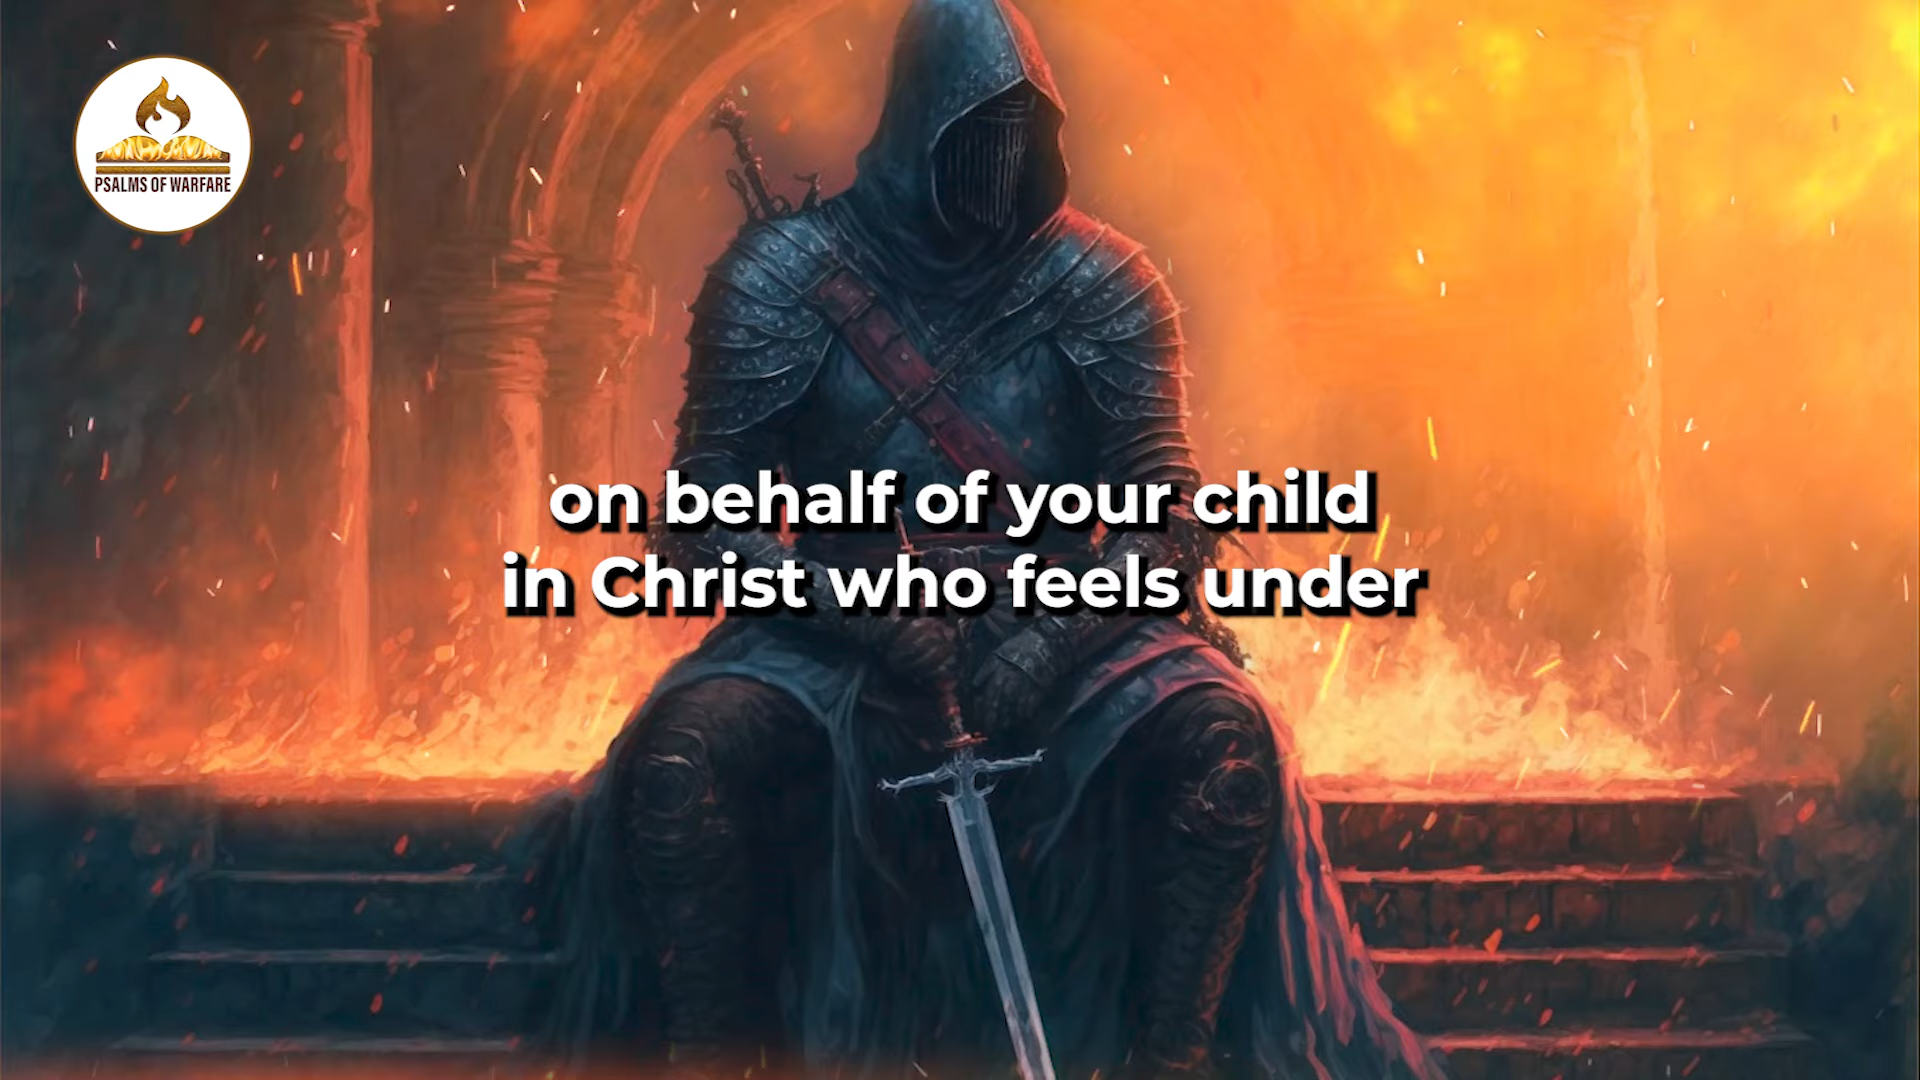 PSALMS OF WARFARE
on behalf of your child
in Christ who feels under